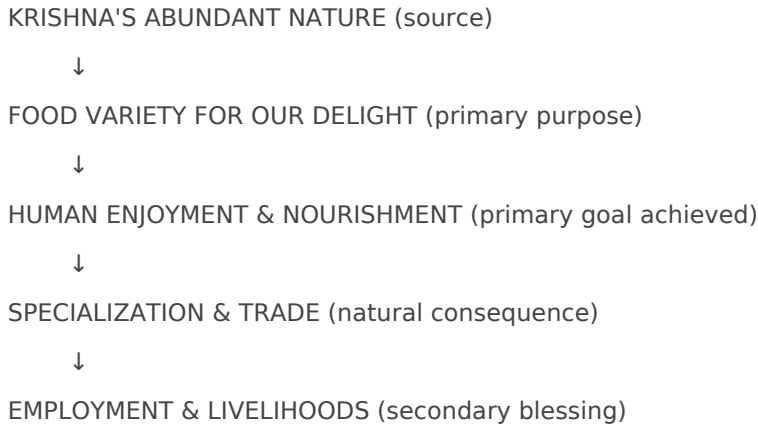 KRISHNA'S ABUNDANT NATURE (source)
↓
FOOD VARIETY FOR OUR DELIGHT (primary purpose)
↓
HUMAN ENJOYMENT & NOURISHMENT (primary goal achieved)
↓
SPECIALIZATION & TRADE (natural consequence)
↓
EMPLOYMENT & LIVELIHOODS (secondary blessing)